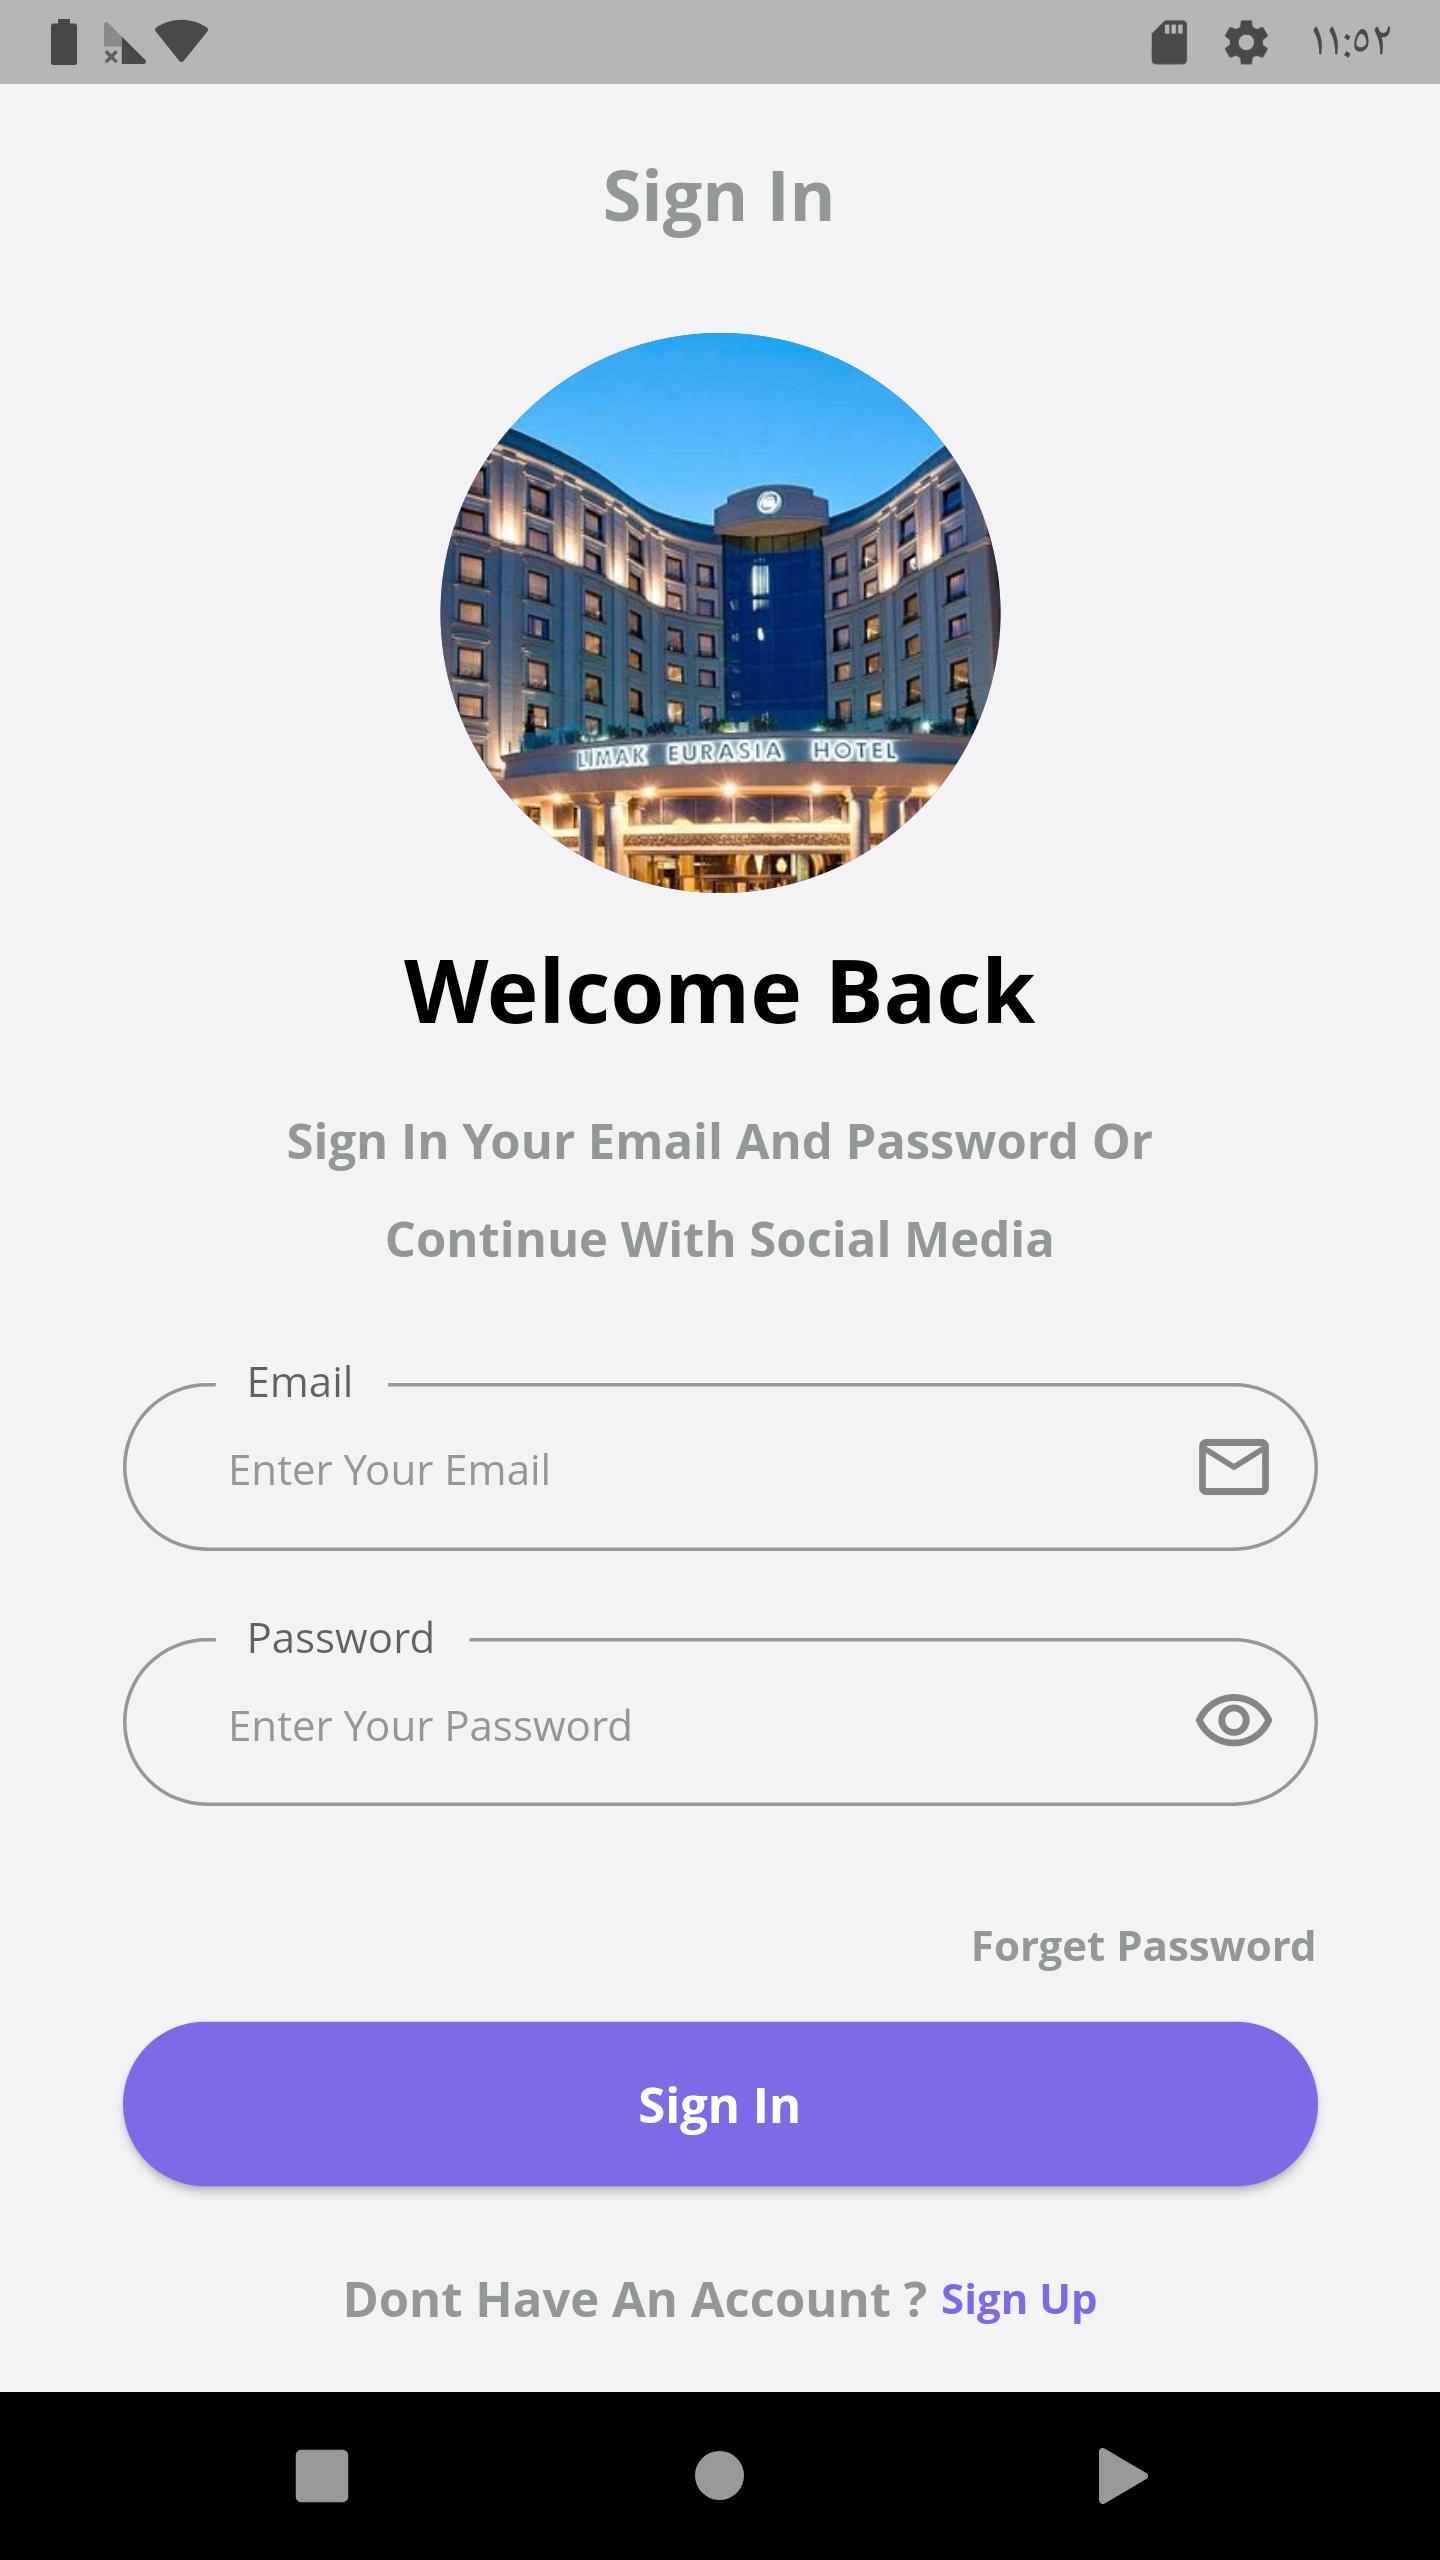 ١١:٥٢
Sign In
LIMAK EURASIA HOTEL
Welcome Back
Sign In Your Email And Password Or
Continue With Social Media
Email
Enter Your Email
Password
Enter Your Password
Forget Password
Sign In
Dont Have An Account ? Sign Up